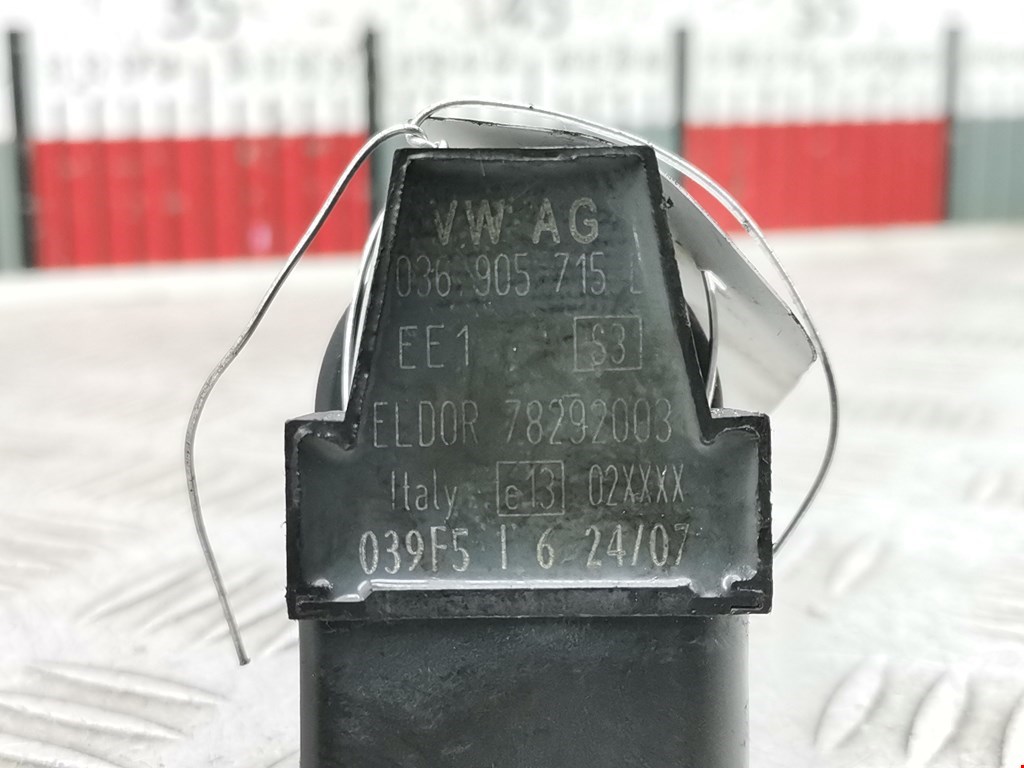 VW AG
036 905 715 L
EE1 S3
ELDOR 78292003
Italy e13 02XXXX
039F5 I 6 24/07